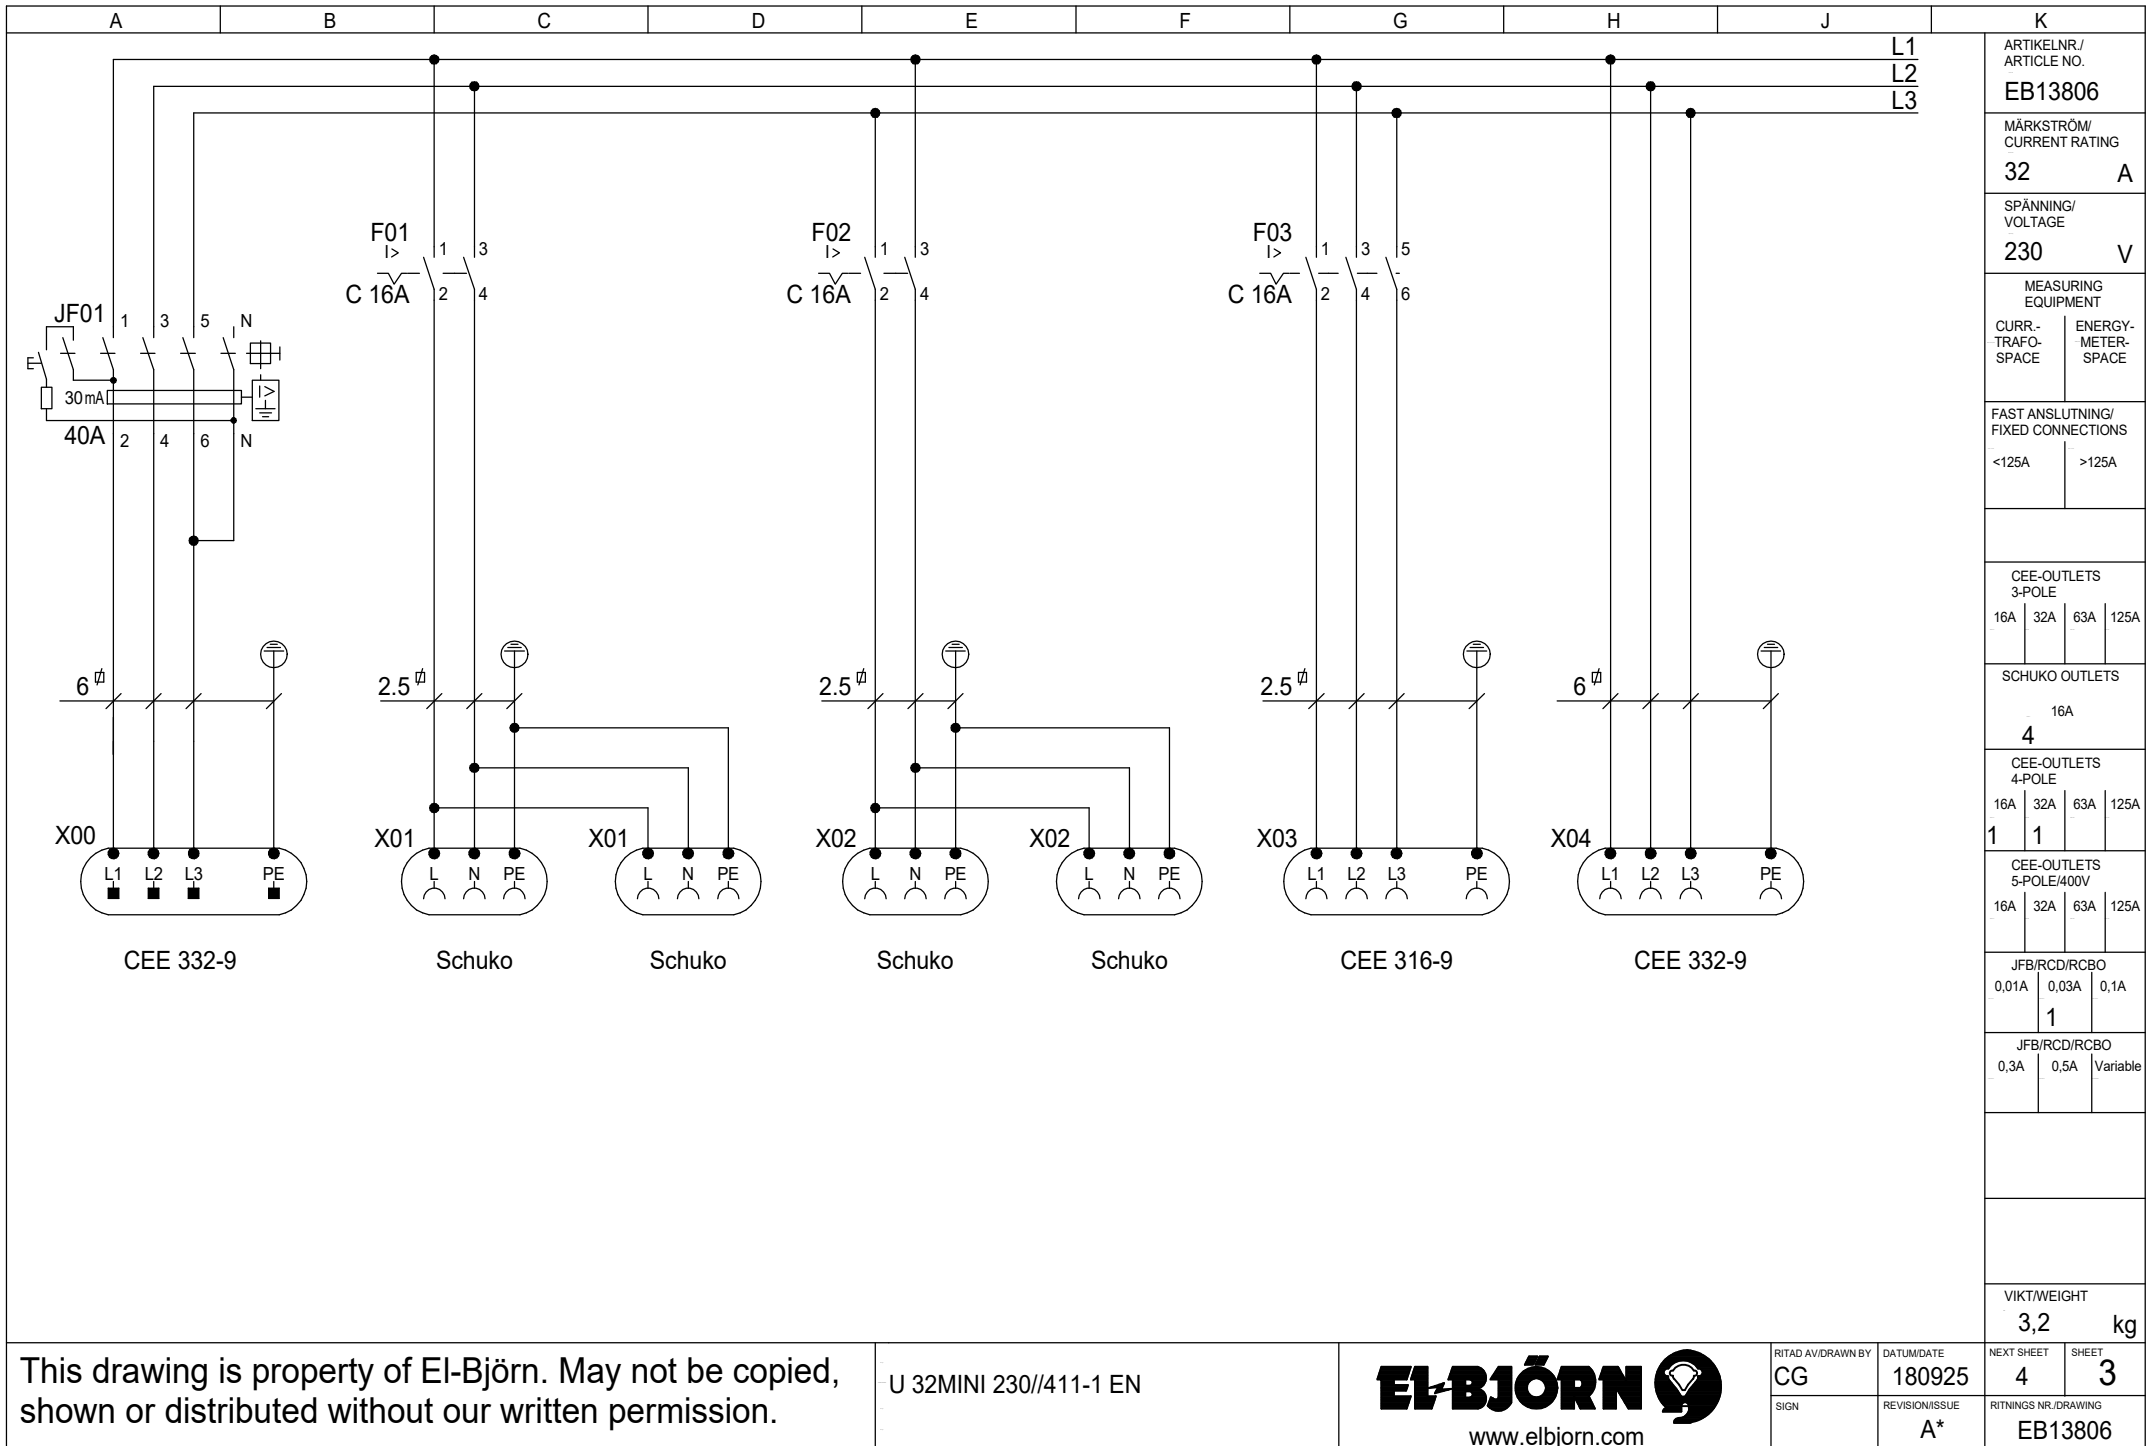 A B C D E F G H J K
L1
L2
L3
F01
I>
C 16A
1 3
2 4
F02
I>
C 16A
1 3
2 4
F03
I>
C 16A
1 3 5
2 4 6
JF01
1 3 5 N
30 mA
I>
40A
2 4 6 N
6
2.5
2.5
2.5
6
X00
L1 L2 L3 PE
CEE 332-9
X01
L N PE
Schuko
X01
L N PE
Schuko
X02
L N PE
Schuko
X02
L N PE
Schuko
X03
L1 L2 L3 PE
CEE 316-9
X04
L1 L2 L3 PE
CEE 332-9
ARTIKELNR./
ARTICLE NO.
EB13806
MÄRKSTRÖM/
CURRENT RATING
32 A
SPÄNNING/
VOLTAGE
230 V
MEASURING
EQUIPMENT
CURR.-
TRAFO-
SPACE
ENERGY-
METER-
SPACE
FAST ANSLUTNING/
FIXED CONNECTIONS
<125A >125A
CEE-OUTLETS
3-POLE
16A 32A 63A 125A
SCHUKO OUTLETS
16A
4
CEE-OUTLETS
4-POLE
16A 32A 63A 125A
1 1
CEE-OUTLETS
5-POLE/400V
16A 32A 63A 125A
JFB/RCD/RCBO
0,01A 0,03A 0,1A
1
JFB/RCD/RCBO
0,3A 0,5A Variable
VIKT/WEIGHT
3,2 kg
This drawing is property of El-Björn. May not be copied,
shown or distributed without our written permission.
U 32MINI 230//411-1 EN
EL-BJÖRN
www.elbjorn.com
RITAD AV/DRAWN BY
CG
DATUM/DATE
180925
NEXT SHEET
4
SHEET
3
SIGN
REVISION/ISSUE
A*
RITNINGS NR./DRAWING
EB13806